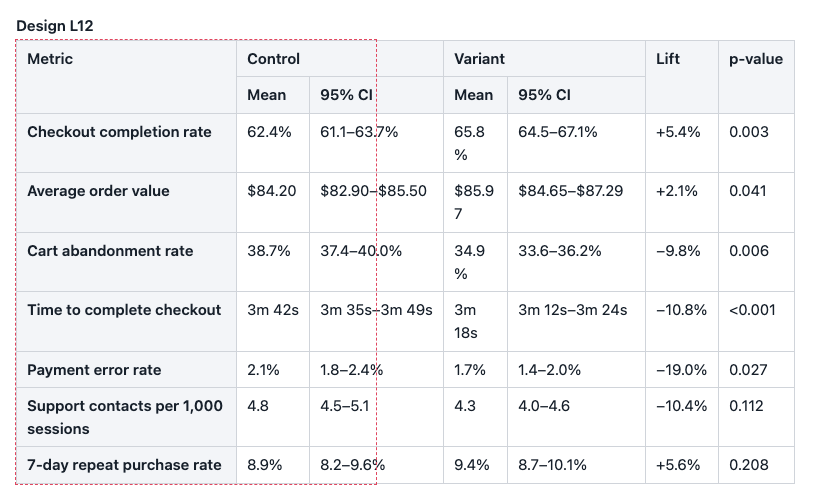 Design L12
Metric Control Variant Lift p-value
Mean 95% CI Mean 95% CI
Checkout completion rate 62.4% 61.1–63.7% 65.8 64.5–67.1% +5.4% 0.003
%
Average order value $84.20 $82.90–$85.50 $85.9 $84.65–$87.29 +2.1% 0.041
7
Cart abandonment rate 38.7% 37.4–40.0% 34.9 33.6–36.2% −9.8% 0.006
%
Time to complete checkout 3m 42s 3m 35s–3m 49s 3m 3m 12s–3m 24s −10.8% <0.001
18s
Payment error rate 2.1% 1.8–2.4% 1.7% 1.4–2.0% −19.0% 0.027
Support contacts per 1,000 4.8 4.5–5.1 4.3 4.0–4.6 −10.4% 0.112
sessions
7-day repeat purchase rate 8.9% 8.2–9.6% 9.4% 8.7–10.1% +5.6% 0.208